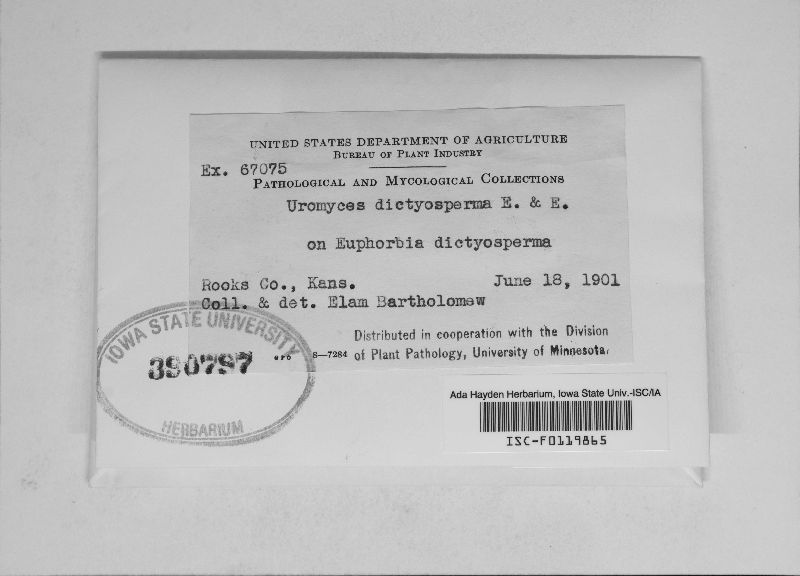 UNITED STATES DEPARTMENT OF AGRICULTURE
BUREAU OF PLANT INDUSTRY
Ex. 67075
PATHOLOGICAL AND MYCOLOGICAL COLLECTIONS
Uromyces dictyosperma E. & E.
on Euphorbia dictyosperma
Rooks Co., Kans. June 18, 1901
Coll. & det. Elam Bartholomew
Distributed in cooperation with the Division
GPO 8—7284 of Plant Pathology, University of Minnesota.
IOWA STATE UNIVERSITY
390797
HERBARIUM
Ada Hayden Herbarium, Iowa State Univ.-ISC/IA
ISC-F0119865